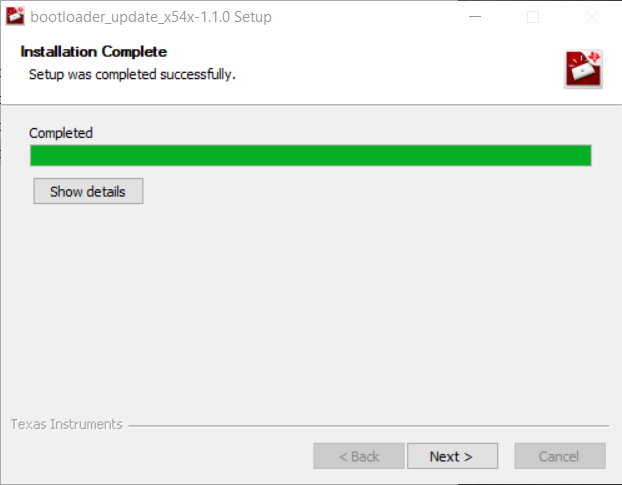 bootloader_update_x54x-1.1.0 Setup
Installation Complete
Setup was completed successfully.
Completed
Show details
Texas Instruments
< Back
Next >
Cancel